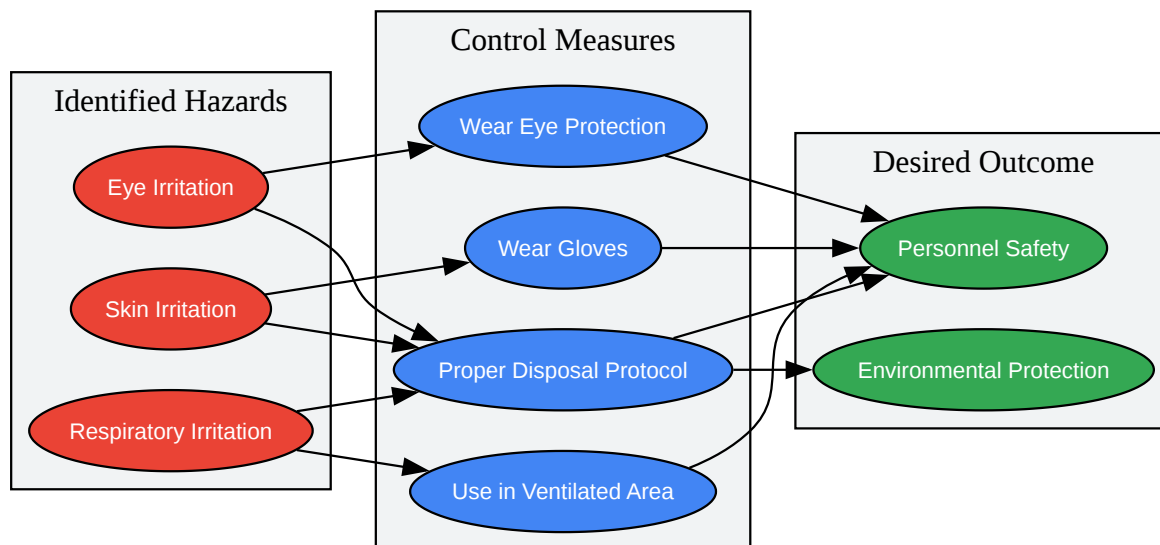 Identified Hazards
Eye Irritation
Skin Irritation
Respiratory Irritation
Control Measures
Wear Eye Protection
Wear Gloves
Proper Disposal Protocol
Use in Ventilated Area
Desired Outcome
Personnel Safety
Environmental Protection